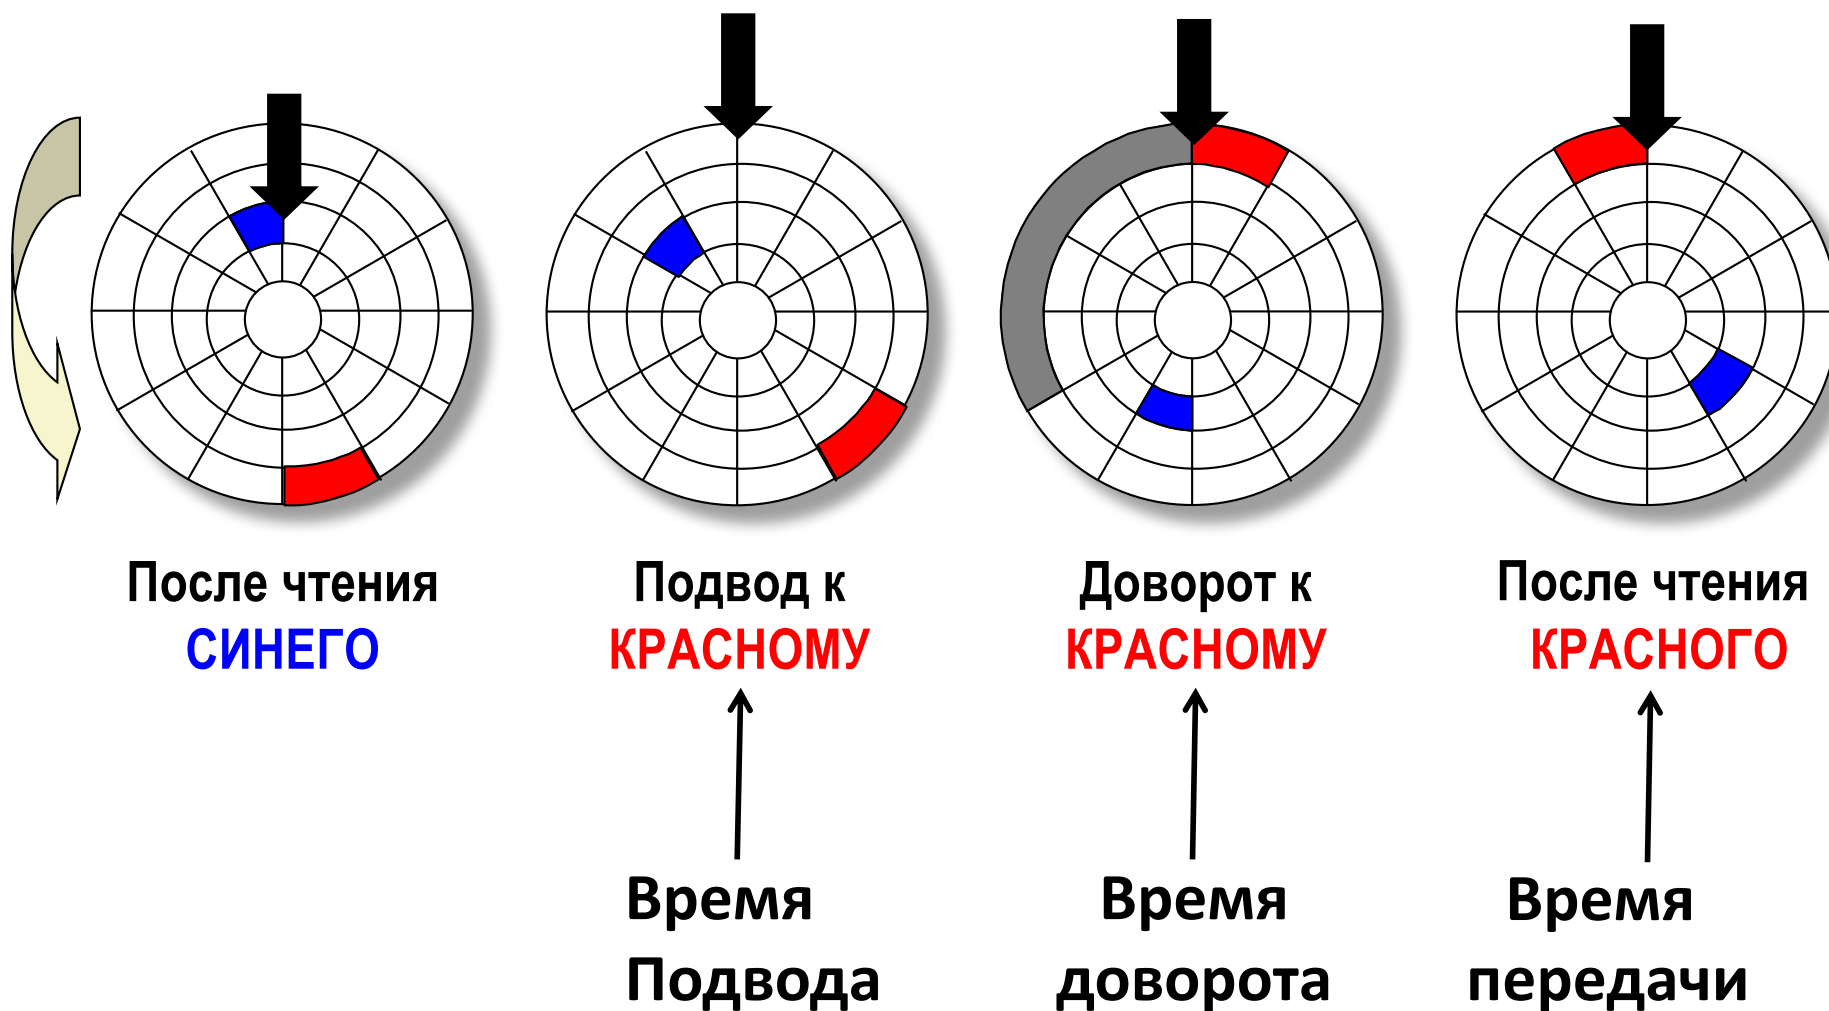 После чтения
СИНЕГО
Подвод к
КРАСНОМУ
Доворот к
КРАСНОМУ
После чтения
КРАСНОГО
Время
Подвода
Время
доворота
Время
передачи